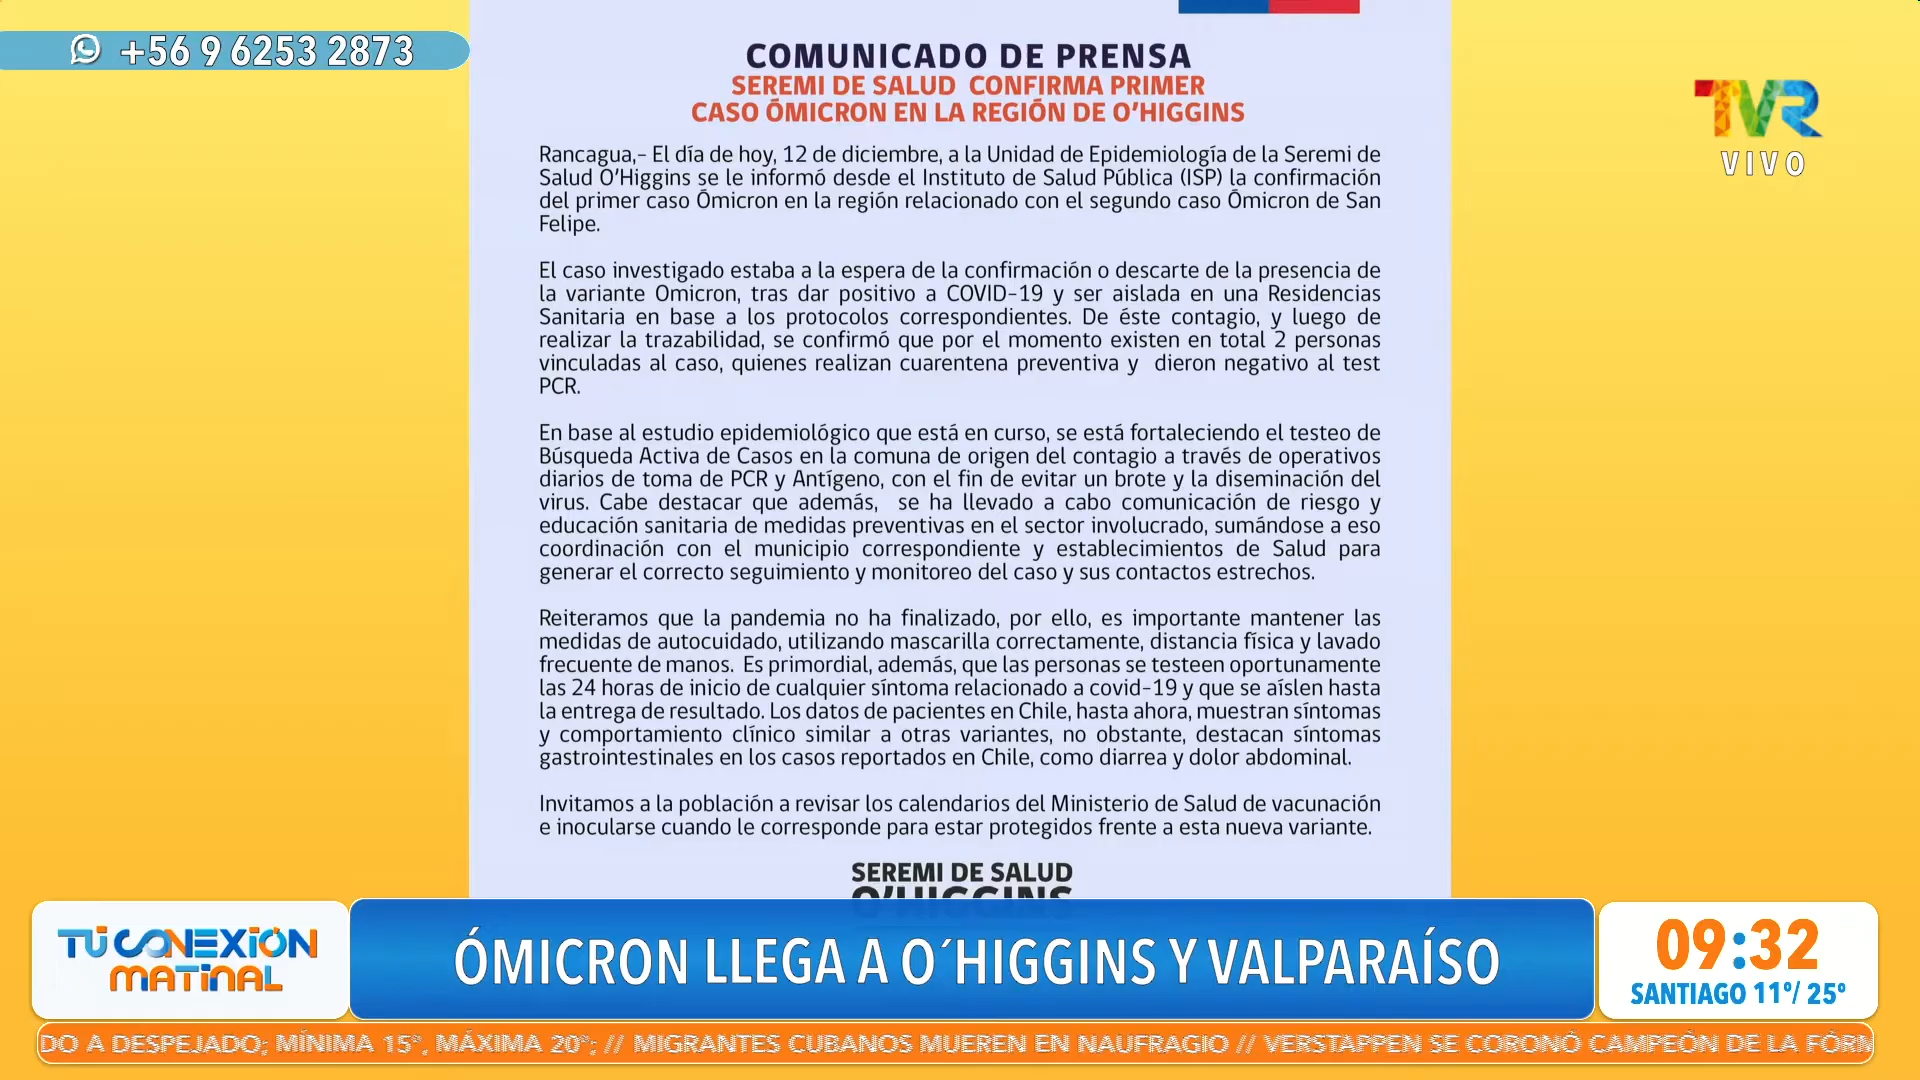 +56 9 6253 2873
COMUNICADO DE PRENSA
SEREMI DE SALUD CONFIRMA PRIMER
CASO ÓMICRON EN LA REGIÓN DE O'HIGGINS
TVR
VIVO
Rancagua,- El día de hoy, 12 de diciembre, a la Unidad de Epidemiología de la Seremi de
Salud O'Higgins se le informó desde el Instituto de Salud Pública (ISP) la confirmación
del primer caso Ómicron en la región relacionado con el segundo caso Ómicron de San
Felipe.
El caso investigado estaba a la espera de la confirmación o descarte de la presencia de
la variante Omicron, tras dar positivo a COVID-19 y ser aislada en una Residencias
Sanitaria en base a los protocolos correspondientes. De éste contagio, y luego de
realizar la trazabilidad, se confirmó que por el momento existen en total 2 personas
vinculadas al caso, quienes realizan cuarentena preventiva y dieron negativo al test
PCR.
En base al estudio epidemiológico que está en curso, se está fortaleciendo el testeo de
Búsqueda Activa de Casos en la comuna de origen del contagio a través de operativos
diarios de toma de PCR y Antígeno, con el fin de evitar un brote y la diseminación del
virus. Cabe destacar que además, se ha llevado a cabo comunicación de riesgo y
educación sanitaria de medidas preventivas en el sector involucrado, sumándose a eso
coordinación con el municipio correspondiente y establecimientos de Salud para
generar el correcto seguimiento y monitoreo del caso y sus contactos estrechos.
Reiteramos que la pandemia no ha finalizado, por ello, es importante mantener las
medidas de autocuidado, utilizando mascarilla correctamente, distancia física y lavado
frecuente de manos. Es primordial, además, que las personas se testeen oportunamente
las 24 horas de inicio de cualquier síntoma relacionado a covid-19 y que se aíslen hasta
la entrega de resultado. Los datos de pacientes en Chile, hasta ahora, muestran síntomas
y comportamiento clínico similar a otras variantes, no obstante, destacan síntomas
gastrointestinales en los casos reportados en Chile, como diarrea y dolor abdominal.
Invitamos a la población a revisar los calendarios del Ministerio de Salud de vacunación
e inocularse cuando le corresponde para estar protegidos frente a esta nueva variante.
SEREMI DE SALUD
O'HIGGINS
TÚ CONEXIÓN
MATINAL
ÓMICRON LLEGA A O´HIGGINS Y VALPARAÍSO
09:32
SANTIAGO 11º/ 25º
DO A DESPEJADO; MÍNIMA 15°, MÁXIMA 20°; // MIGRANTES CUBANOS MUEREN EN NAUFRAGIO // VERSTAPPEN SE CORONÓ CAMPEÓN DE LA FÓRM